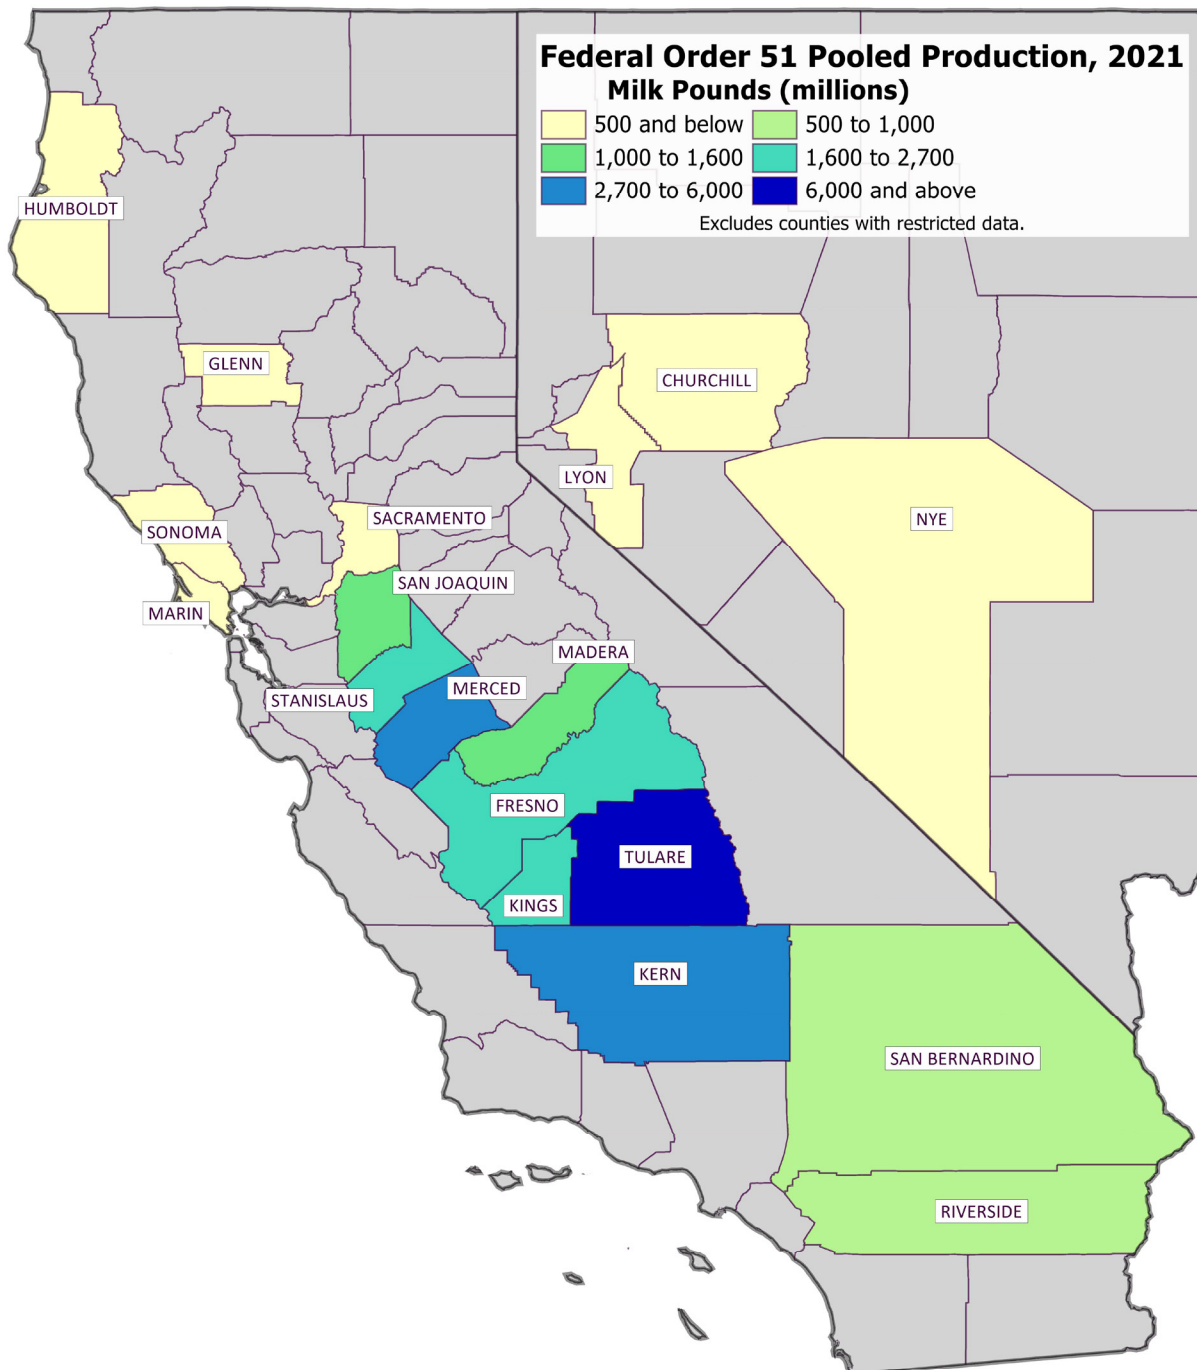 Federal Order 51 Pooled Production, 2021
Milk Pounds (millions)
500 and below 500 to 1,000
1,000 to 1,600 1,600 to 2,700
2,700 to 6,000 6,000 and above
Excludes counties with restricted data.
HUMBOLDT
GLENN
CHURCHILL
LYON
SACRAMENTO
NYE
SONOMA
SAN JOAQUIN
MARIN
MADERA
MERCED
STANISLAUS
FRESNO
TULARE
KINGS
KERN
SAN BERNARDINO
RIVERSIDE